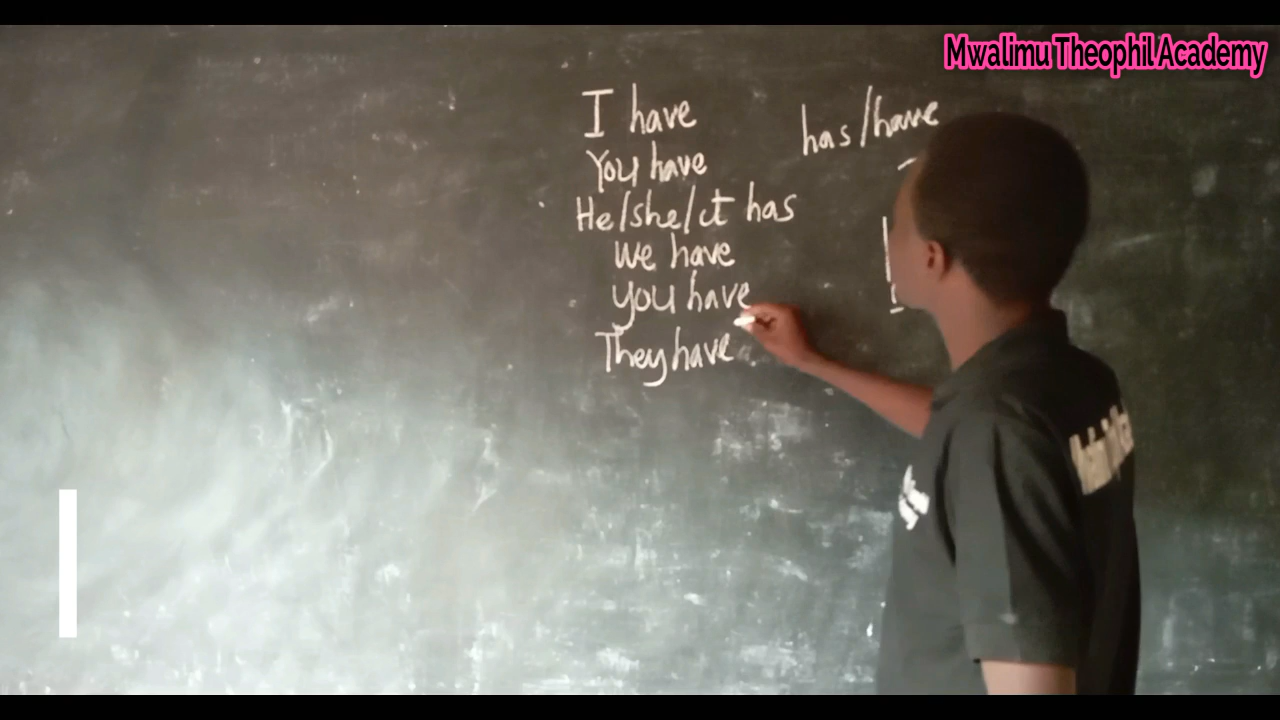 Mwalimu Theophil Academy
I have
You have
He/she/it has
We have
you have
They have
has/have